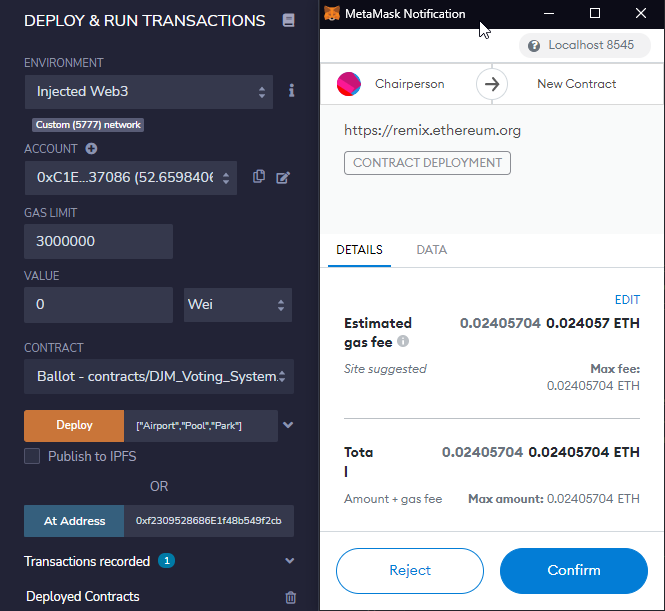 DEPLOY & RUN TRANSACTIONS
ENVIRONMENT
Injected Web3
Custom (5777) network
ACCOUNT
0xC1E...37086 (52.6598406
GAS LIMIT
3000000
VALUE
0
Wei
CONTRACT
Ballot - contracts/DJM_Voting_System.
Deploy
["Airport","Pool","Park"]
Publish to IPFS
OR
At Address
0xf2309528686E1f48b549f2cb
Transactions recorded 1
Deployed Contracts
MetaMask Notification
Localhost 8545
Chairperson
New Contract
https://remix.ethereum.org
CONTRACT DEPLOYMENT
DETAILS
DATA
EDIT
Estimated
gas fee
0.02405704 0.024057 ETH
Site suggested
Max fee:
0.02405704 ETH
Tota
l
0.02405704 0.02405704 ETH
Amount + gas fee
Max amount: 0.02405704 ETH
Reject
Confirm